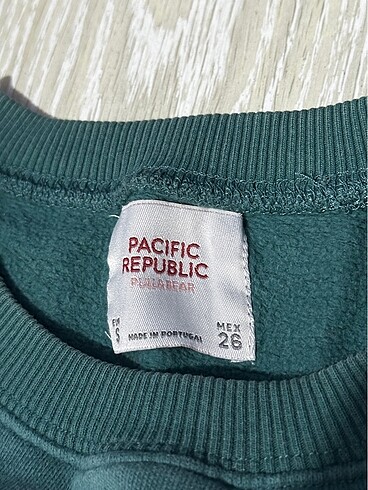 PACIFIC
REPUBLIC
PULL&BEAR
MEX
S MADE IN PORTUGAL 26